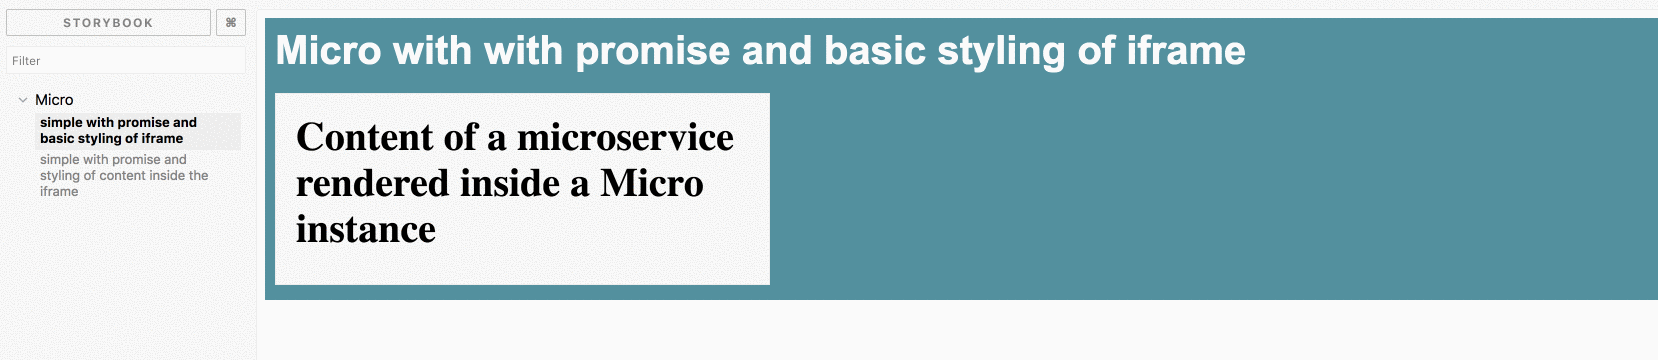 STORYBOOK
⌘
Filter
Micro
simple with promise and
basic styling of iframe
simple with promise and
styling of content inside the
iframe
Micro with with promise and basic styling of iframe
Content of a microservice
rendered inside a Micro
instance